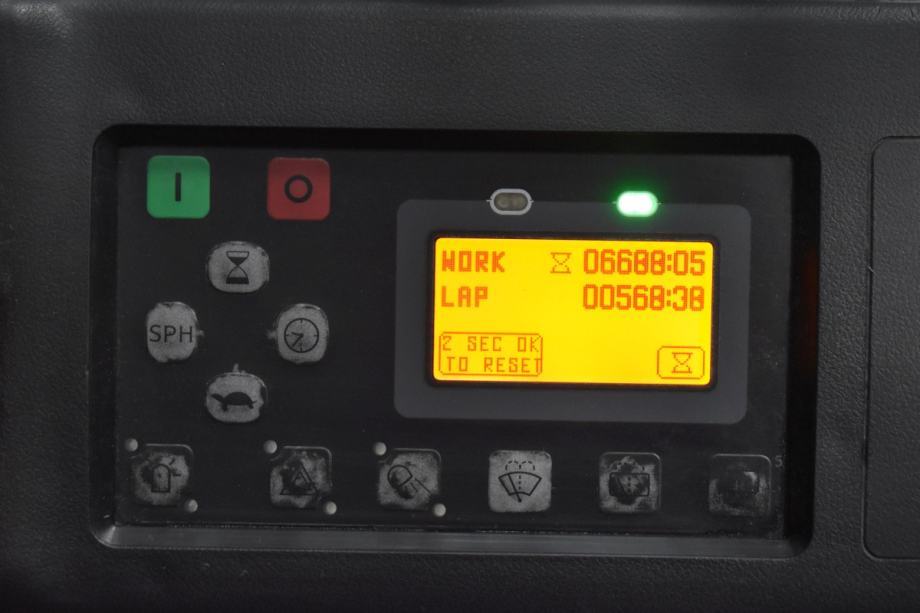 I
O
SPH
WORK 06688:05
LAP 00568:38
2 SEC OK
TO RESET